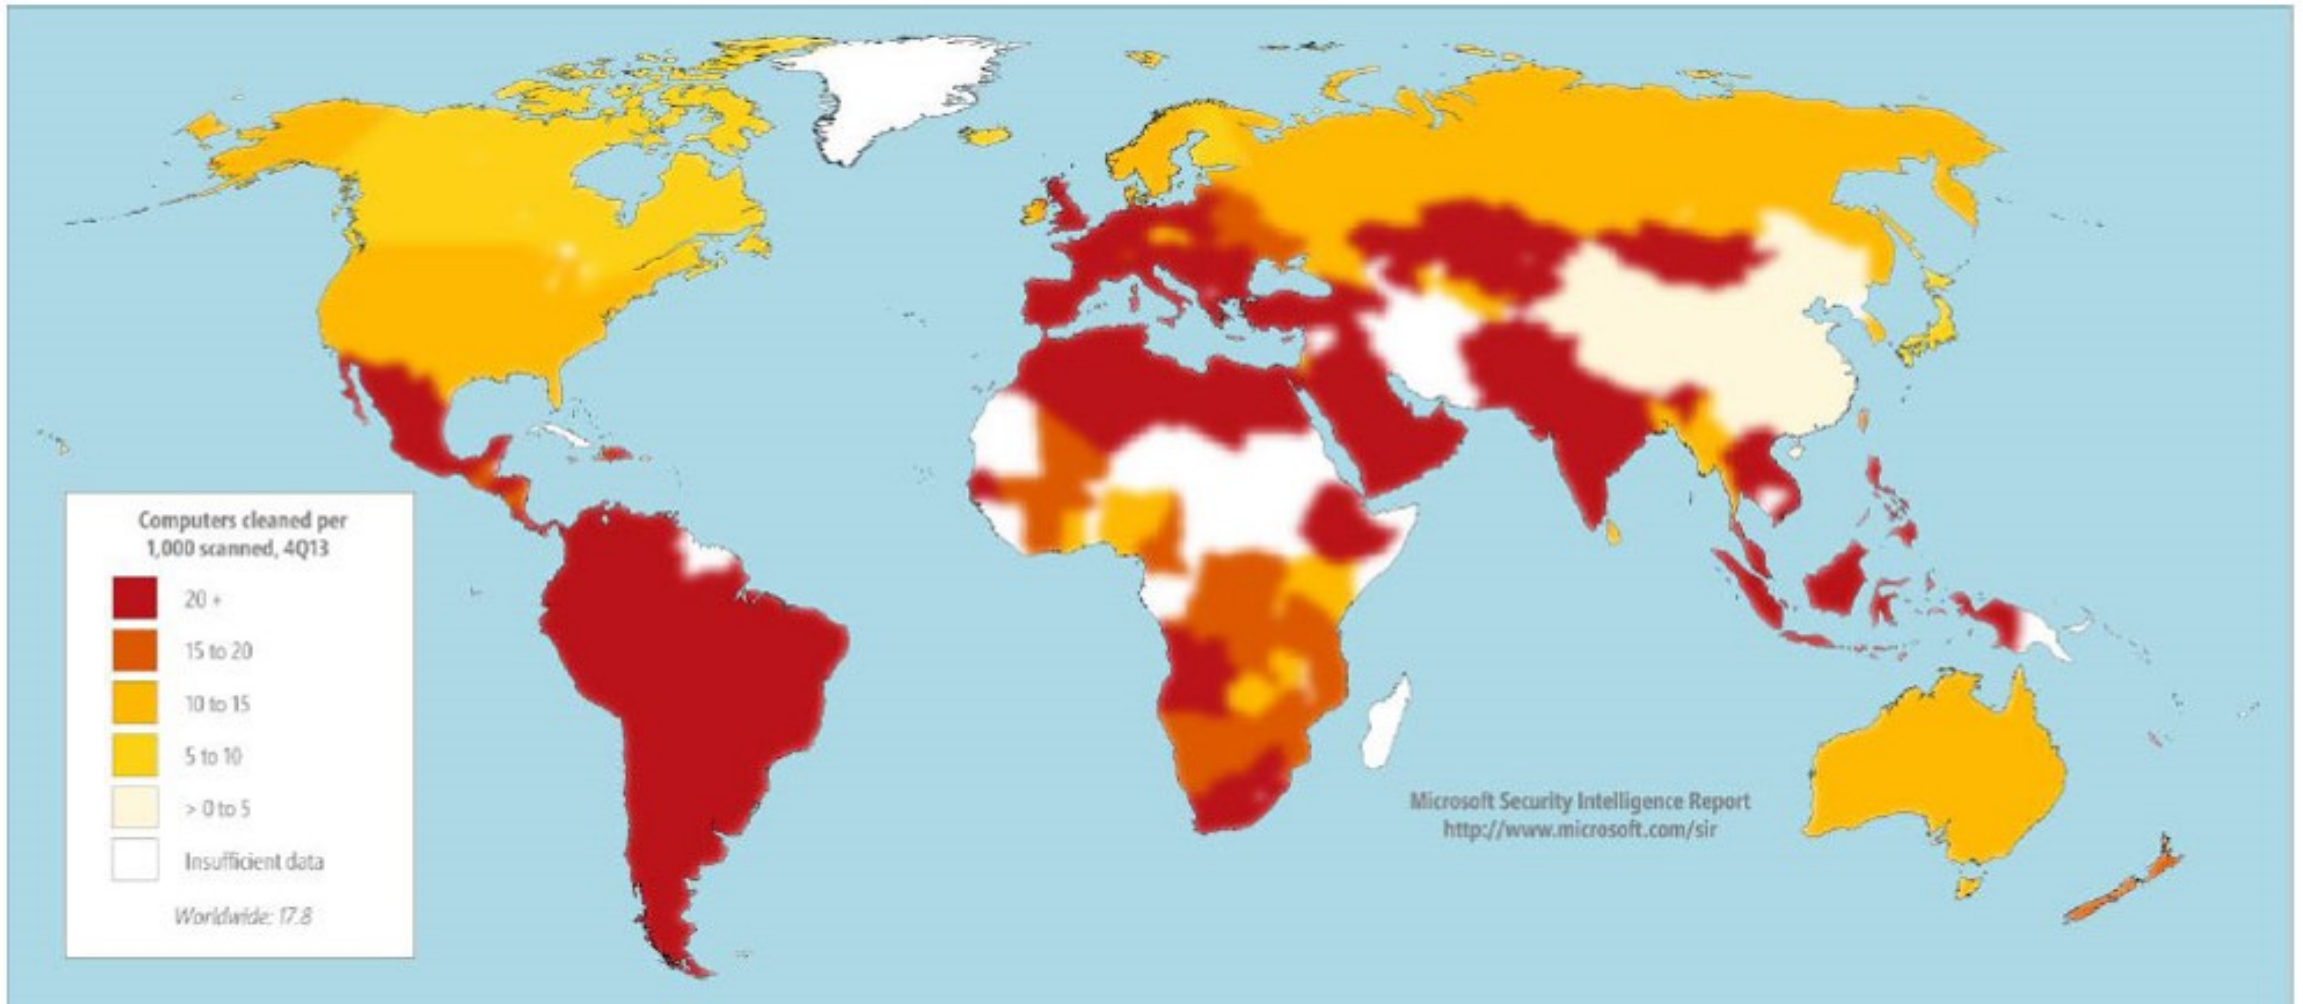 Computers cleaned per
1,000 scanned, 4Q13
20 +
15 to 20
10 to 15
5 to 10
> 0 to 5
Insufficient data
Worldwide: 17.8
Microsoft Security Intelligence Report
http://www.microsoft.com/sir